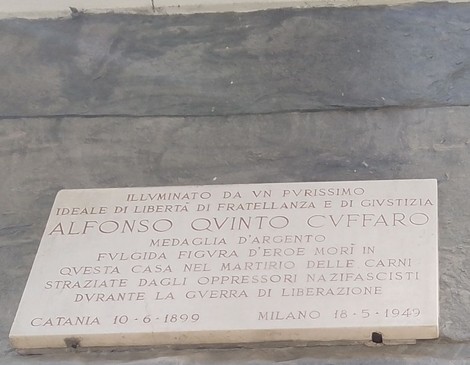 ILLVMINATO DA VN PVRISSIMO
IDEALE DI LIBERTÀ DI FRATELLANZA E DI GIVSTIZIA
ALFONSO QVINTO CVFFARO
MEDAGLIA D'ARGENTO
FVLGIDA FIGVRA D'EROE MORÌ IN
QVESTA CASA NEL MARTIRIO DELLE CARNI
STRAZIATE DAGLI OPPRESSORI NAZIFASCISTI
DVRANTE LA GVERRA DI LIBERAZIONE
CATANIA 10-6-1899 MILANO 18-5-1949